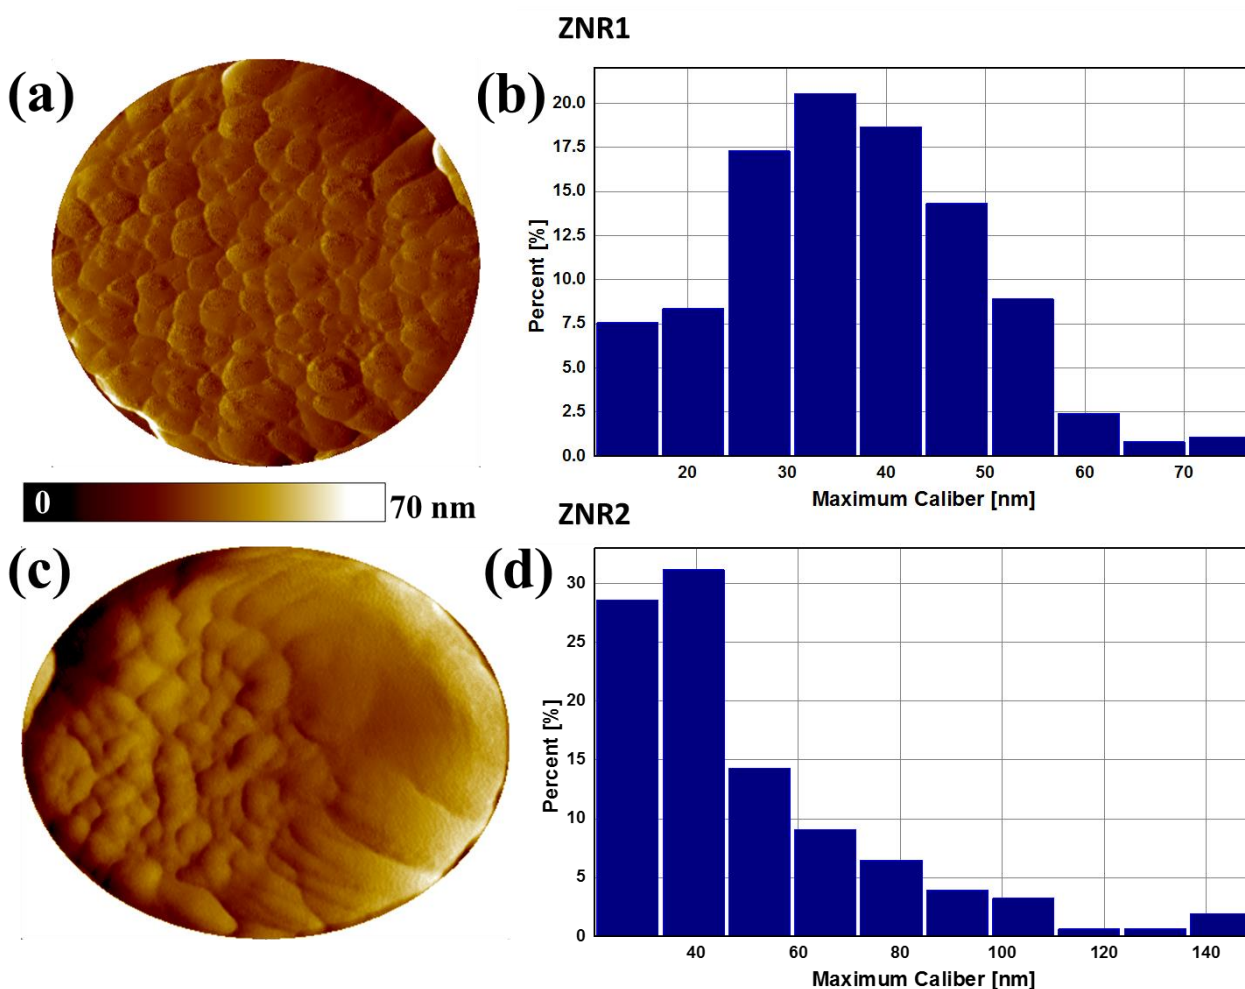 ZNR1
(a)
(b)
20.0
17.5
15.0
12.5
10.0
7.5
5.0
2.5
0.0
Percent [%]
20 30 40 50 60 70
Maximum Caliber [nm]
0 70 nm
ZNR2
(c)
(d)
30
25
20
15
10
5
0
Percent [%]
40 60 80 100 120 140
Maximum Caliber [nm]